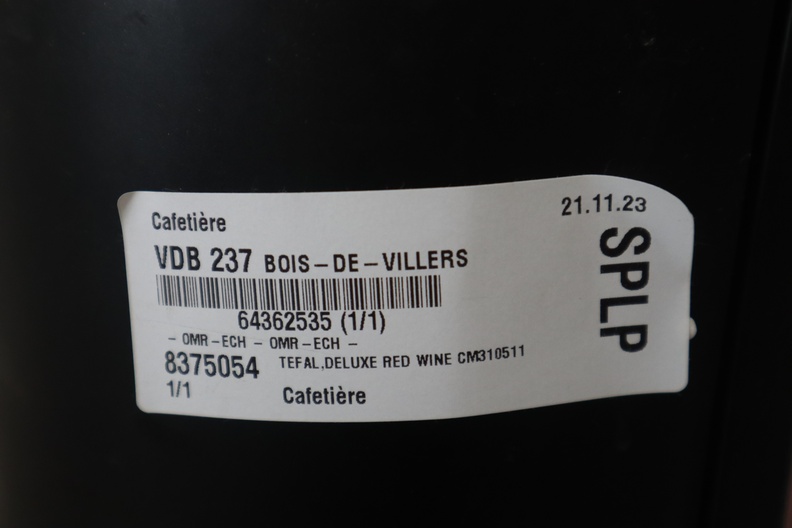 Cafetière
21.11.23
VDB 237 BOIS-DE-VILLERS
SPLP
64362535 (1/1)
- OMR-ECH - OMR-ECH -
8375054 TEFAL,DELUXE RED WINE CM310511
1/1 Cafetière